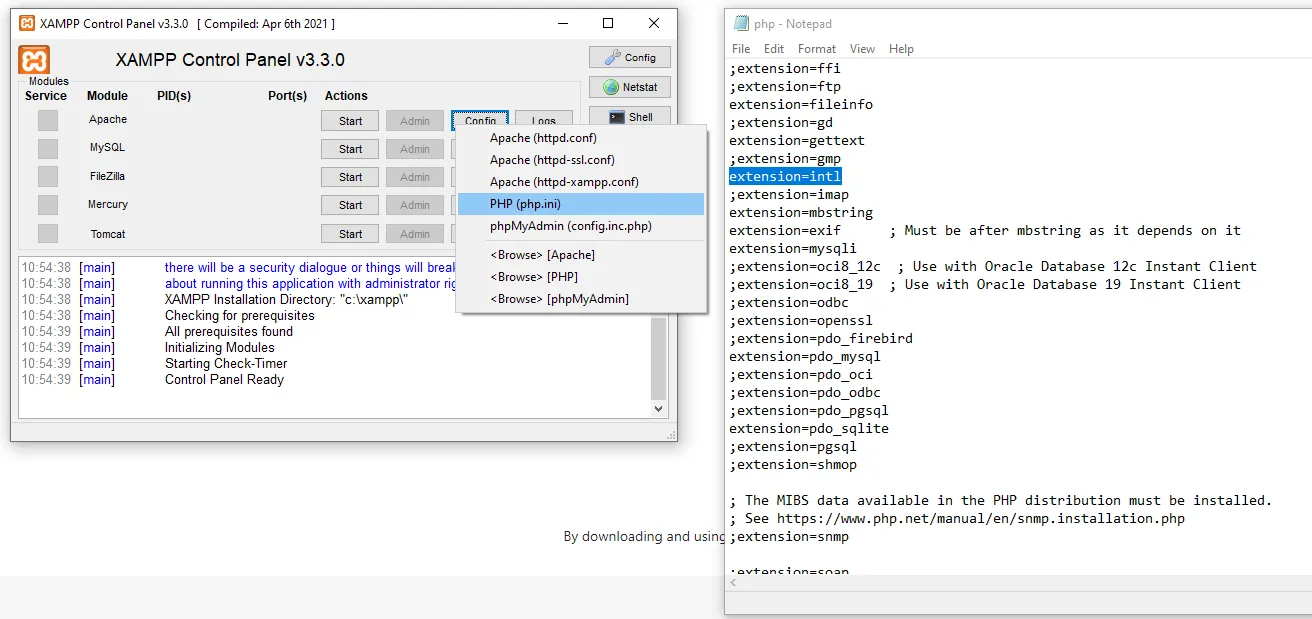 XAMPP Control Panel v3.3.0 [ Compiled: Apr 6th 2021 ]
XAMPP Control Panel v3.3.0
Config
Netstat
Shell
Modules
Service Module PID(s) Port(s) Actions
Apache Start Admin Config Logs
MySQL Start Admin
FileZilla Start Admin
Mercury Start Admin
Tomcat Start Admin
Apache (httpd.conf)
Apache (httpd-ssl.conf)
Apache (httpd-xampp.conf)
PHP (php.ini)
phpMyAdmin (config.inc.php)
<Browse> [Apache]
<Browse> [PHP]
<Browse> [phpMyAdmin]
10:54:38 [main] there will be a security dialogue or things will break
10:54:38 [main] about running this application with administrator
10:54:38 [main] XAMPP Installation Directory: "c:\xampp\"
10:54:38 [main] Checking for prerequisites
10:54:39 [main] All prerequisites found
10:54:39 [main] Initializing Modules
10:54:39 [main] Starting Check-Timer
10:54:39 [main] Control Panel Ready
By downloading and using
php - Notepad
File Edit Format View Help
;extension=ffi
;extension=ftp
extension=fileinfo
;extension=gd
extension=gettext
;extension=gmp
extension=intl
;extension=imap
extension=mbstring
extension=exif ; Must be after mbstring as it depends on it
extension=mysqli
;extension=oci8_12c ; Use with Oracle Database 12c Instant Client
;extension=oci8_19 ; Use with Oracle Database 19 Instant Client
;extension=odbc
;extension=openssl
;extension=pdo_firebird
extension=pdo_mysql
;extension=pdo_oci
;extension=pdo_odbc
;extension=pdo_pgsql
extension=pdo_sqlite
;extension=pgsql
;extension=shmop
; The MIBS data available in the PHP distribution must be installed.
; See https://www.php.net/manual/en/snmp.installation.php
;extension=snmp
;extension=soap